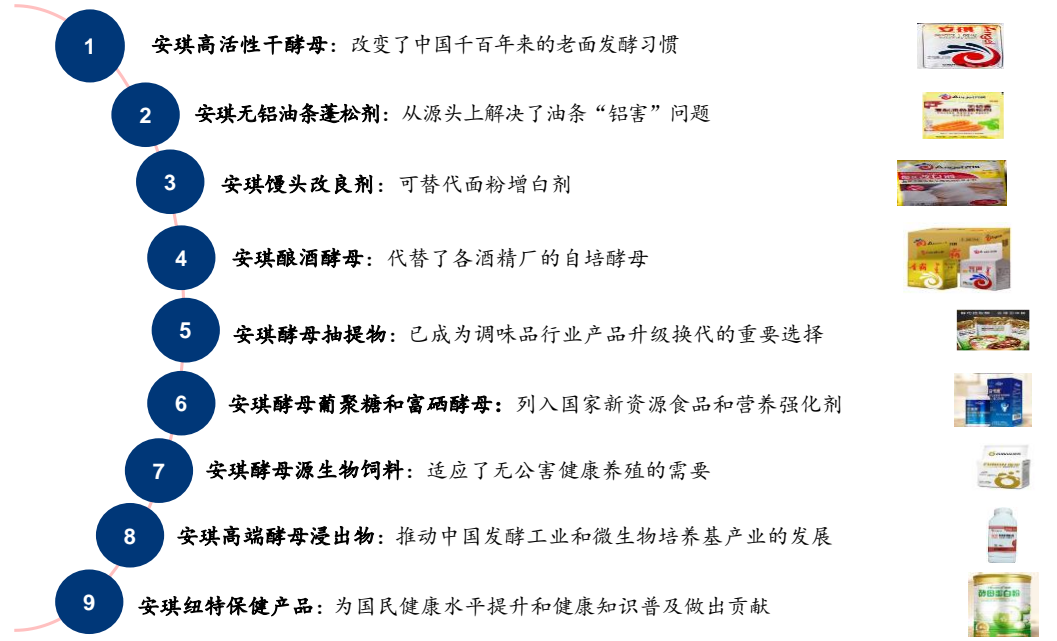 1
安琪高活性干酵母：改变了中国千百年来的老面发酵习惯
安琪
2
安琪无铝油条蓬松剂：从源头上解决了油条“铝害”问题
3
安琪馒头改良剂：可替代面粉增白剂
4
安琪酿酒酵母：代替了各酒精厂的自培酵母
5
安琪酵母抽提物：已成为调味品行业产品升级换代的重要选择
6
安琪酵母葡聚糖和富硒酵母：列入国家新资源食品和营养强化剂
7
安琪酵母源生物饲料：适应了无公害健康养殖的需要
8
安琪高端酵母浸出物：推动中国发酵工业和微生物培养基产业的发展
9
安琪纽特保健产品：为国民健康水平提升和健康知识普及做出贡献
酵母蛋白粉